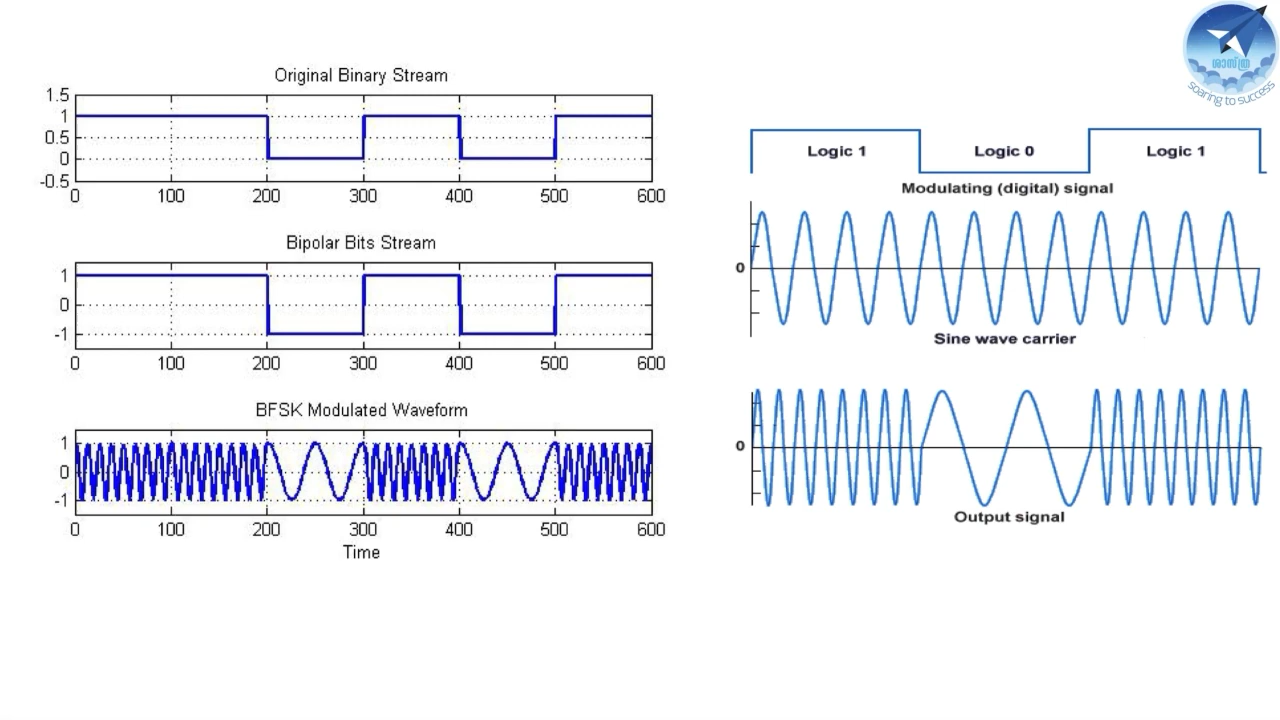 Original Binary Stream
1.5
1
0.5
0
-0.5
0 100 200 300 400 500 600
Bipolar Bits Stream
1
0
-1
0 100 200 300 400 500 600
BFSK Modulated Waveform
1
0
-1
0 100 200 300 400 500 600
Time
ശാസ്ത്ര
Soaring to success
Logic 1 Logic 0 Logic 1
Modulating (digital) signal
0
Sine wave carrier
0
Output signal